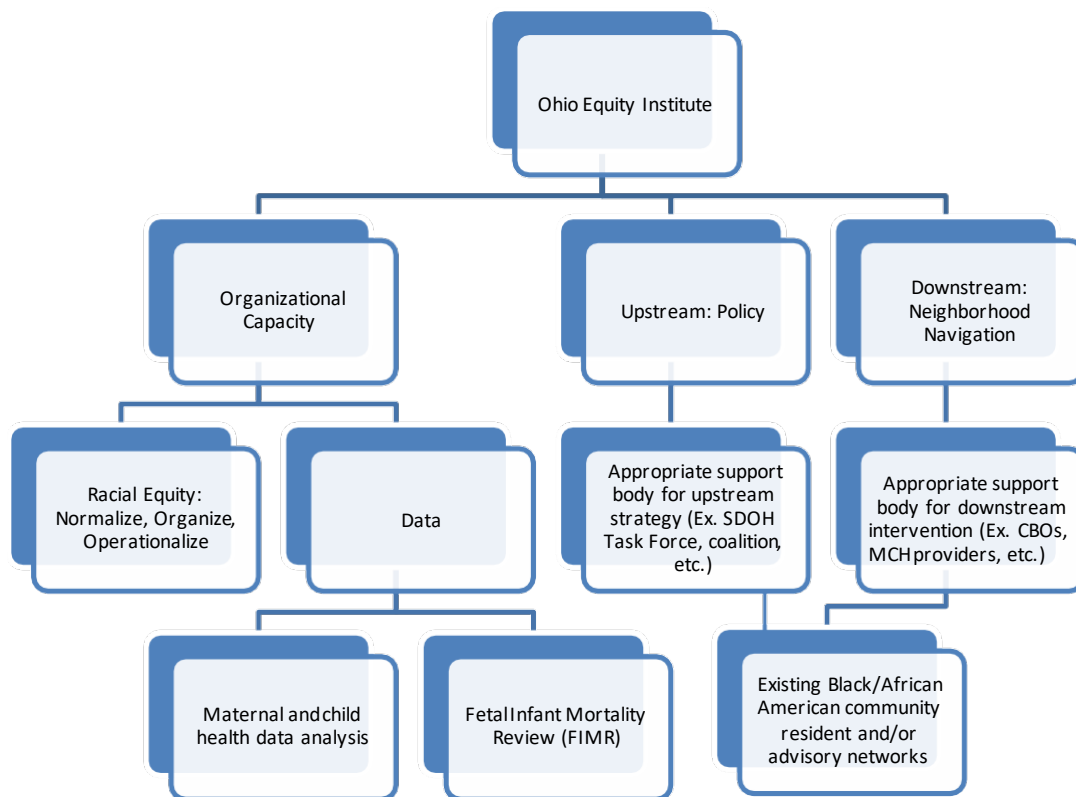 Ohio Equity Institute
Organizational
Capacity
Upstream: Policy
Downstream:
Neighborhood
Navigation
Racial Equity:
Normalize, Organize,
Operationalize
Data
Appropriate support
body for upstream
strategy (Ex. SDOH
Task Force, coalition,
etc.)
Appropriate support
body for downstream
intervention (Ex. CBOs,
MCH providers, etc.)
Maternal and child
health data analysis
Fetal Infant Mortality
Review (FIMR)
Existing Black/African
American community
resident and/or
advisory networks